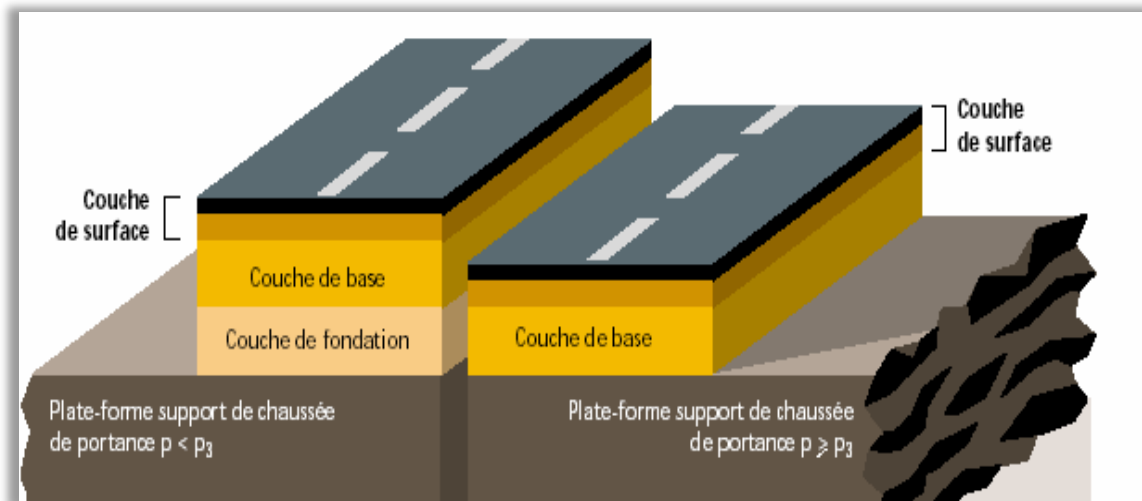 Couche
de surface
Couche
de surface
Couche de base
Couche de fondation
Couche de base
Plate-forme support de chaussée
de portance p < p₃
Plate-forme support de chaussée
de portance p ⩾ p₃